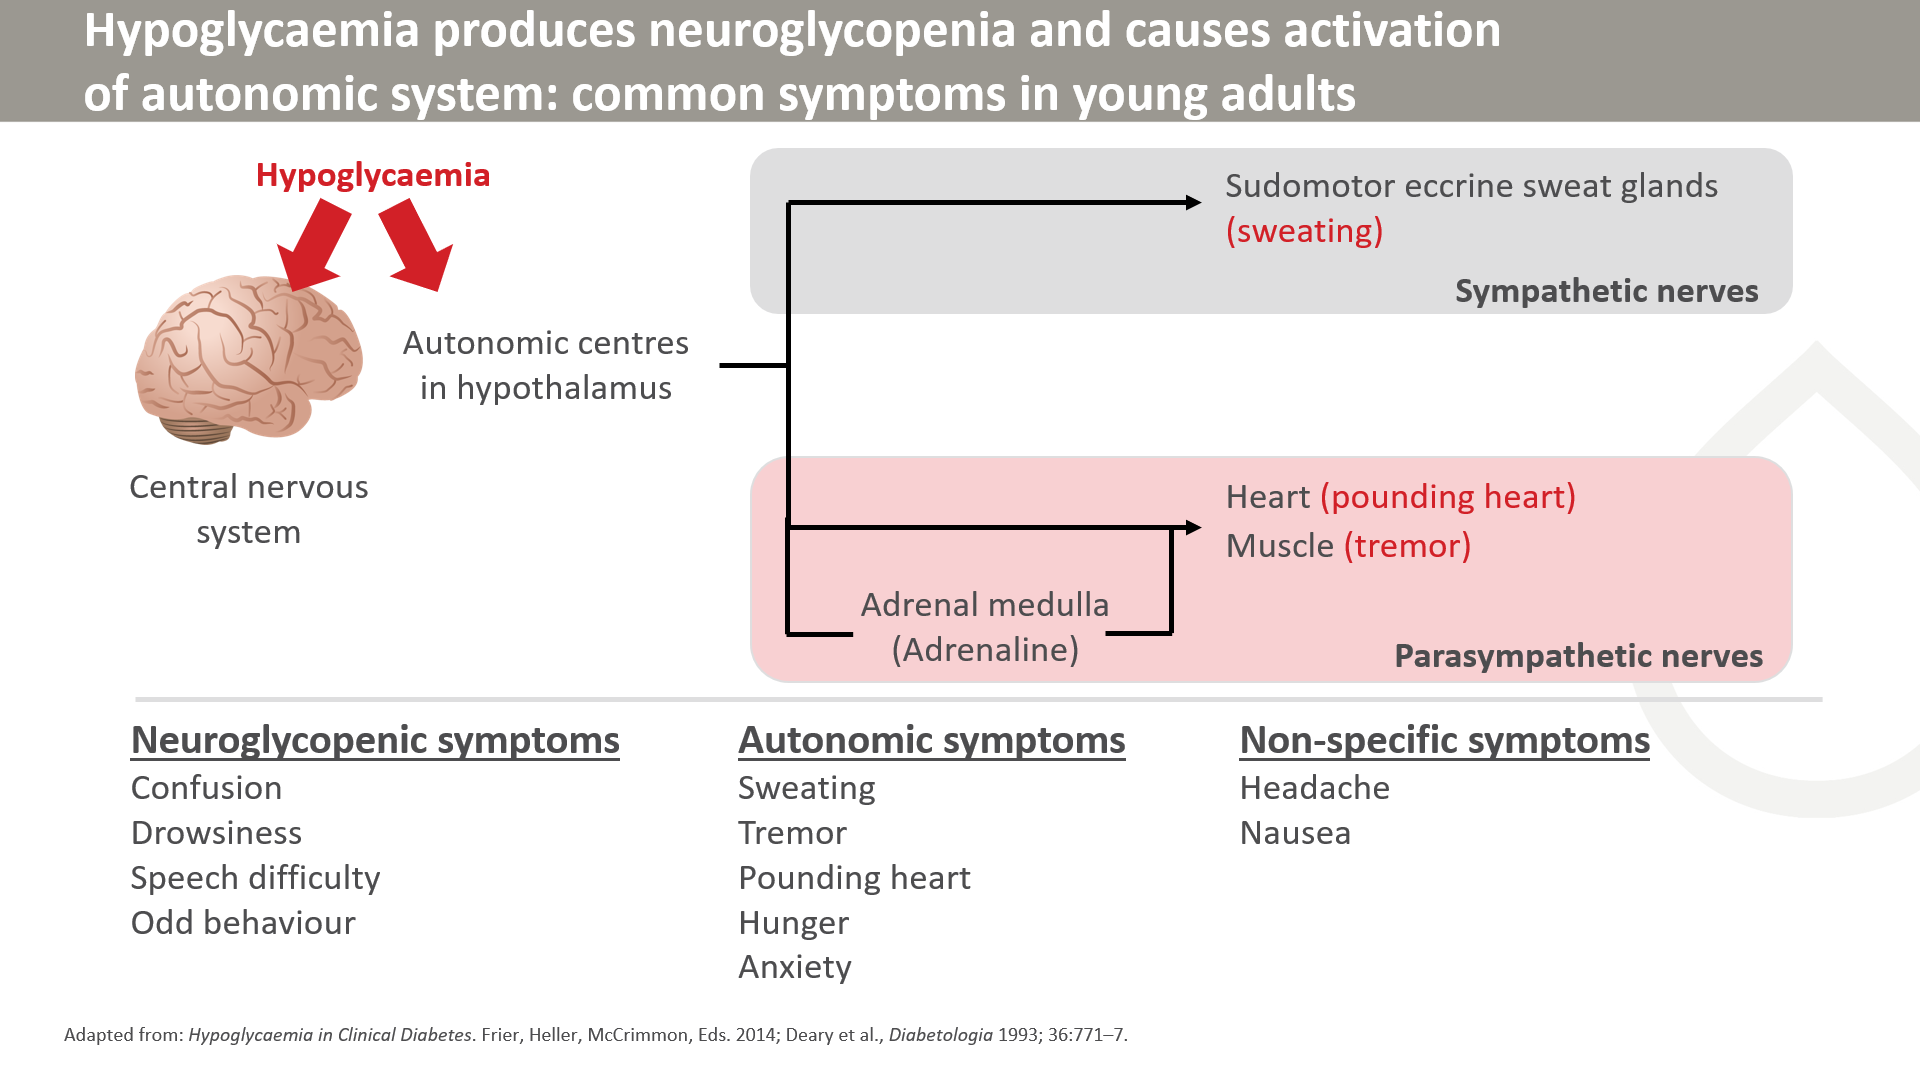 Hypoglycaemia produces neuroglycopenia and causes activation
of autonomic system: common symptoms in young adults
Hypoglycaemia
Sudomotor eccrine sweat glands
(sweating)
Sympathetic nerves
Autonomic centres
in hypothalamus
Central nervous
system
Heart (pounding heart)
Muscle (tremor)
Adrenal medulla
(Adrenaline)
Parasympathetic nerves
Neuroglycopenic symptoms
Confusion
Drowsiness
Speech difficulty
Odd behaviour
Autonomic symptoms
Sweating
Tremor
Pounding heart
Hunger
Anxiety
Non-specific symptoms
Headache
Nausea
Adapted from: Hypoglycaemia in Clinical Diabetes. Frier, Heller, McCrimmon, Eds. 2014; Deary et al., Diabetologia 1993; 36:771–7.